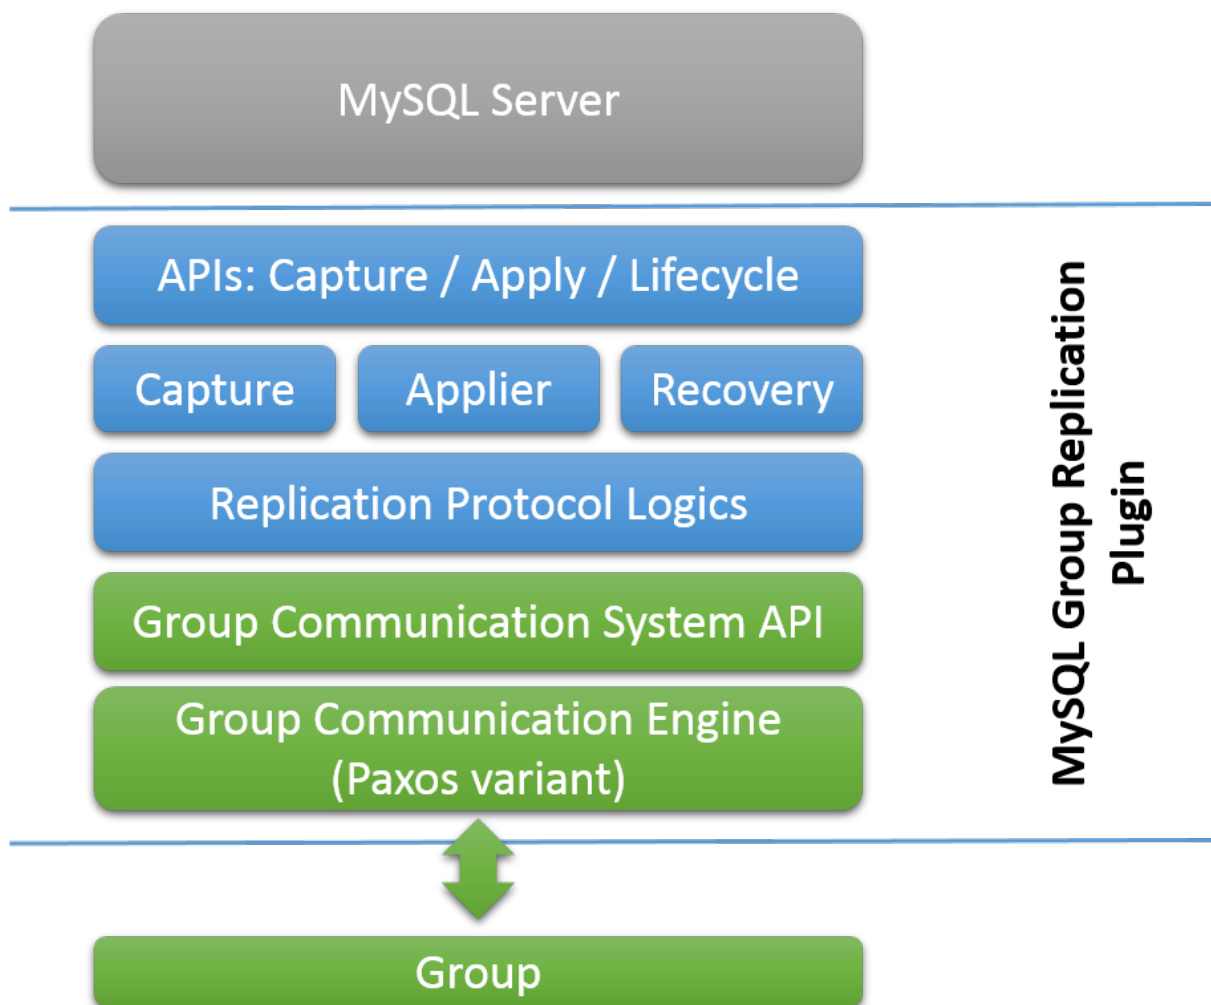 MySQL Server
APIs: Capture / Apply / Lifecycle
Capture
Applier
Recovery
Replication Protocol Logics
Group Communication System API
Group Communication Engine
(Paxos variant)
Group
MySQL Group Replication
Plugin